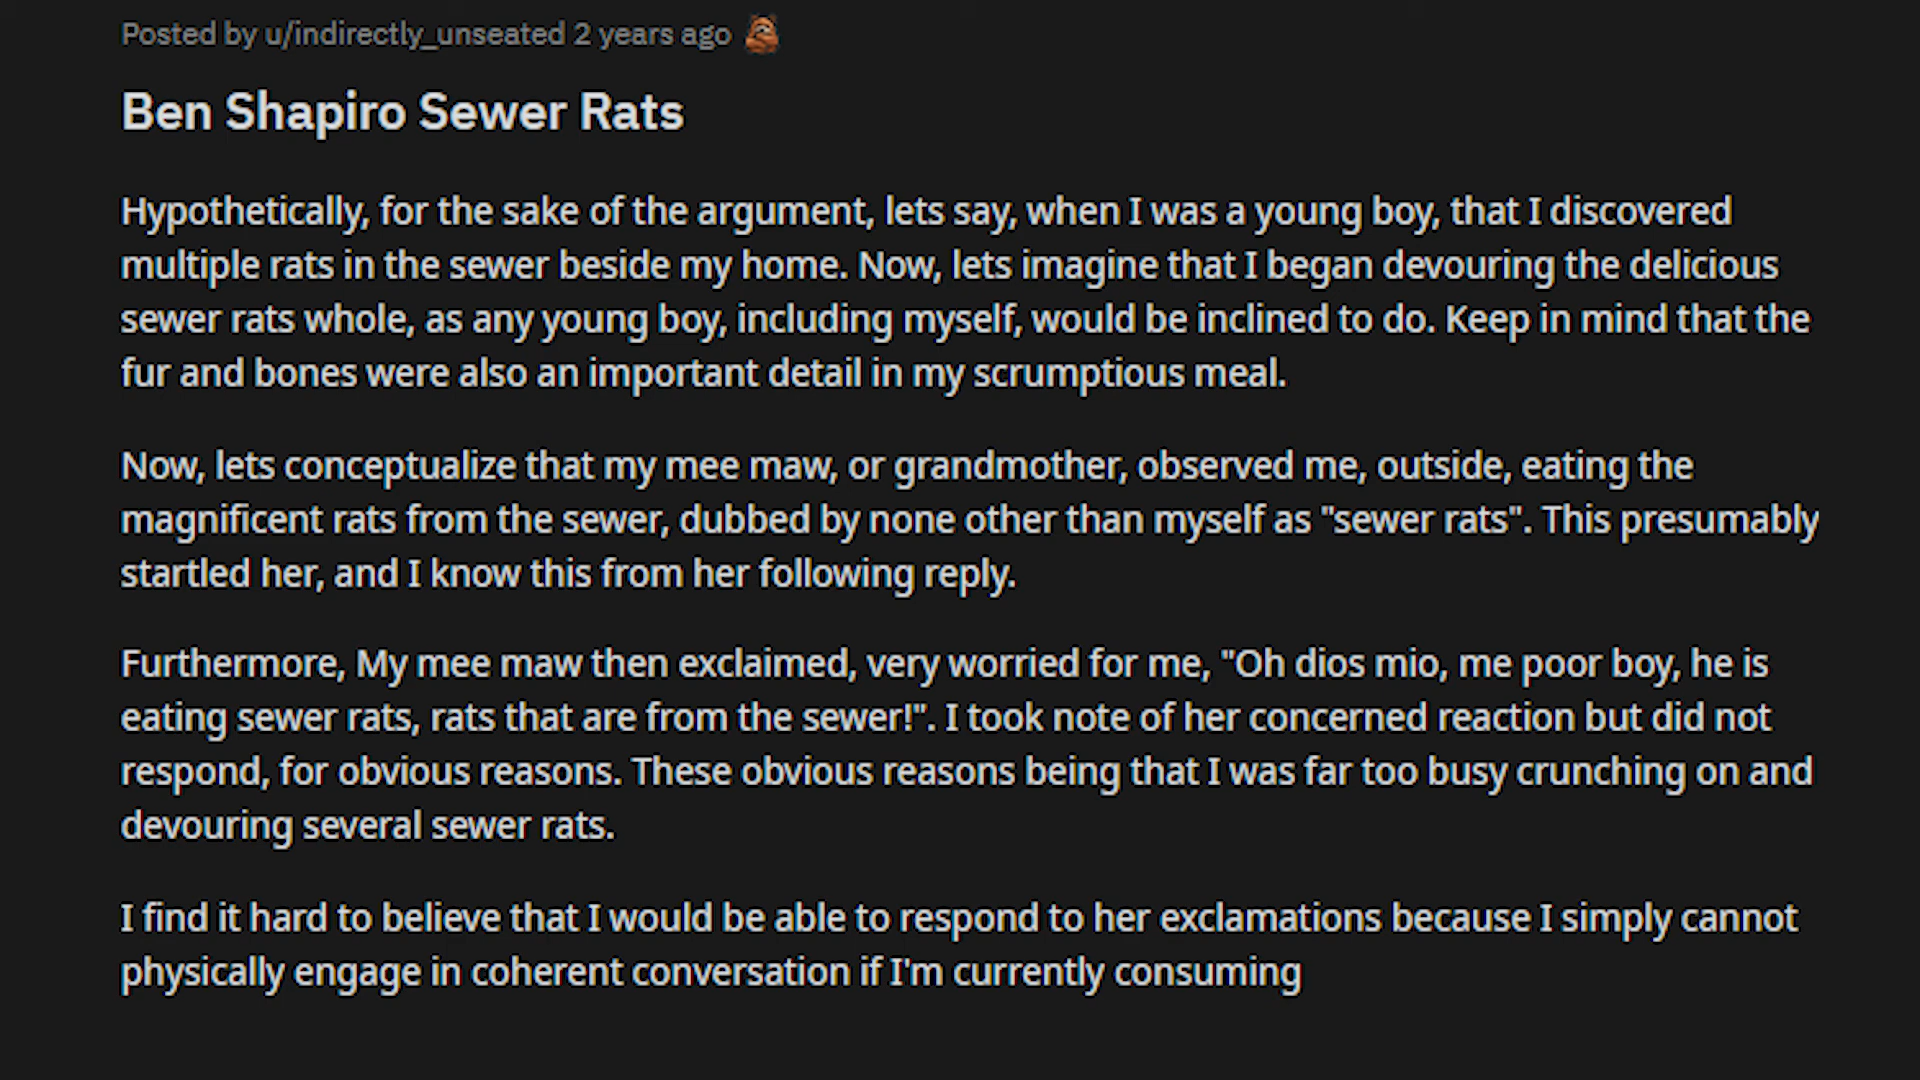 Posted by u/indirectly_unseated 2 years ago
Ben Shapiro Sewer Rats
Hypothetically, for the sake of the argument, lets say, when I was a young boy, that I discovered
multiple rats in the sewer beside my home. Now, lets imagine that I began devouring the delicious
sewer rats whole, as any young boy, including myself, would be inclined to do. Keep in mind that the
fur and bones were also an important detail in my scrumptious meal.
Now, lets conceptualize that my mee maw, or grandmother, observed me, outside, eating the
magnificent rats from the sewer, dubbed by none other than myself as "sewer rats". This presumably
startled her, and I know this from her following reply.
Furthermore, My mee maw then exclaimed, very worried for me, "Oh dios mio, me poor boy, he is
eating sewer rats, rats that are from the sewer!". I took note of her concerned reaction but did not
respond, for obvious reasons. These obvious reasons being that I was far too busy crunching on and
devouring several sewer rats.
I find it hard to believe that I would be able to respond to her exclamations because I simply cannot
physically engage in coherent conversation if I'm currently consuming